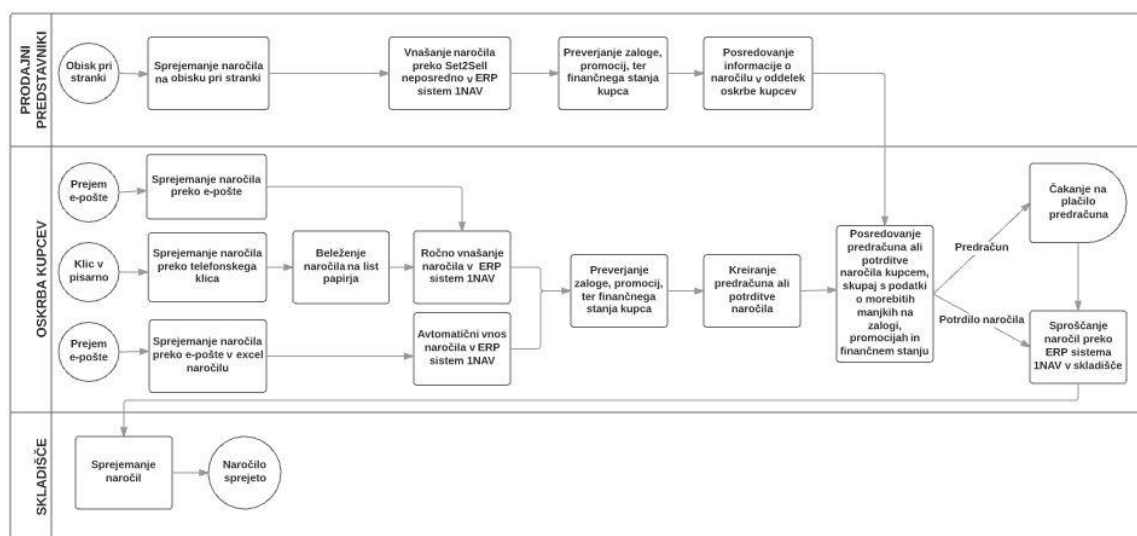 PRODAJNI
PREDSTAVNIKI
Obisk pri
stranki
Sprejemanje naročila
na obisku pri stranki
Vnašanje naročila
preko Set2Sell
neposredno v ERP
sistem 1NAV
Preverjanje zaloge,
promocij, ter
finančnega stanja
kupca
Posredovanje
informacije o
naročilu v oddelek
oskrbe kupcev
OSKRBA KUPCEV
Prejem
e-pošte
Sprejemanje naročila
preko e-pošte
Klic v
pisarno
Sprejemanje naročila
preko telefonskega
klica
Beleženje
naročila na list
papirja
Ročno vnašanje
naročila v ERP
sistem 1NAV
Prejem
e-pošte
Sprejemanje naročila
preko e-pošte v excel
naročilu
Avtomatični vnos
naročila v ERP
sistem 1NAV
Preverjanje
zaloge, promocij,
ter finančnega
stanja kupca
Kreiranje
predračuna ali
potrditve
naročila
Posredovanje
predračuna ali
potrditve
naročila kupcem,
skupaj s podatki
o morebitih
manjkih na
zalogi,
promocijah in
finančnem stanju
Predračun
Potrdilo naročila
Čakanje na
plačilo
predračuna
Sproščanje
naročil preko
ERP sistema
1NAV v skladišče
SKLADIŠČE
Sprejemanje
naročil
Naročilo
sprejeto